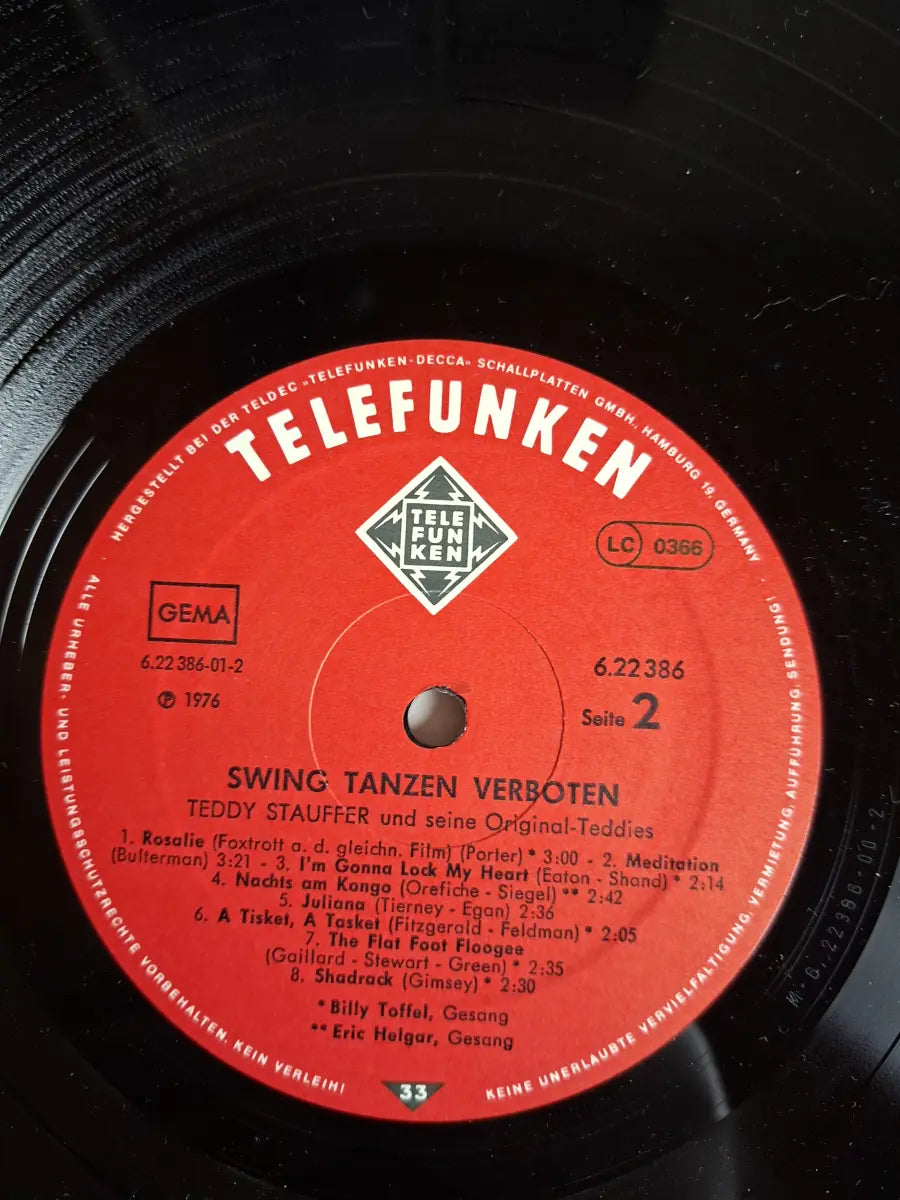 HERGESTELLT BEI DER TELDEC »TELEFUNKEN-DECCA« SCHALLPLATTEN GMBH., HAMBURG 19, GERMANY
TELEFUNKEN
TELE
FUN
KEN
LC 0366
GEMA
6.22386-01-2
℗ 1976
6.22386
Seite 2
SWING TANZEN VERBOTEN
TEDDY STAUFFER und seine Original-Teddies
1. Rosalie (Foxtrott a. d. gleichn. Film) (Porter) * 3:00 - 2. Meditation
(Bulterman) 3:21 - 3. I'm Gonna Lock My Heart (Eaton - Shand) * 2:14
4. Nachts am Kongo (Orefiche - Siegel) ** 2:42
5. Juliana (Tierney - Egan) 2:36
6. A Tisket, A Tasket (Fitzgerald - Feldman) * 2:05
7. The Flat Foot Floogee
(Gaillard - Stewart - Green) * 2:35
8. Shadrack (Gimsey) * 2:30
* Billy Toffel, Gesang
** Eric Helgar, Gesang
33
ALLE URHEBER- UND LEISTUNGSSCHUTZRECHTE VORBEHALTEN. KEIN VERLEIH!
KEINE UNERLAUBTE VERVIELFALTIGUNG, VERMIETUNG, AUFFÜHRUNG, SENDUNG!